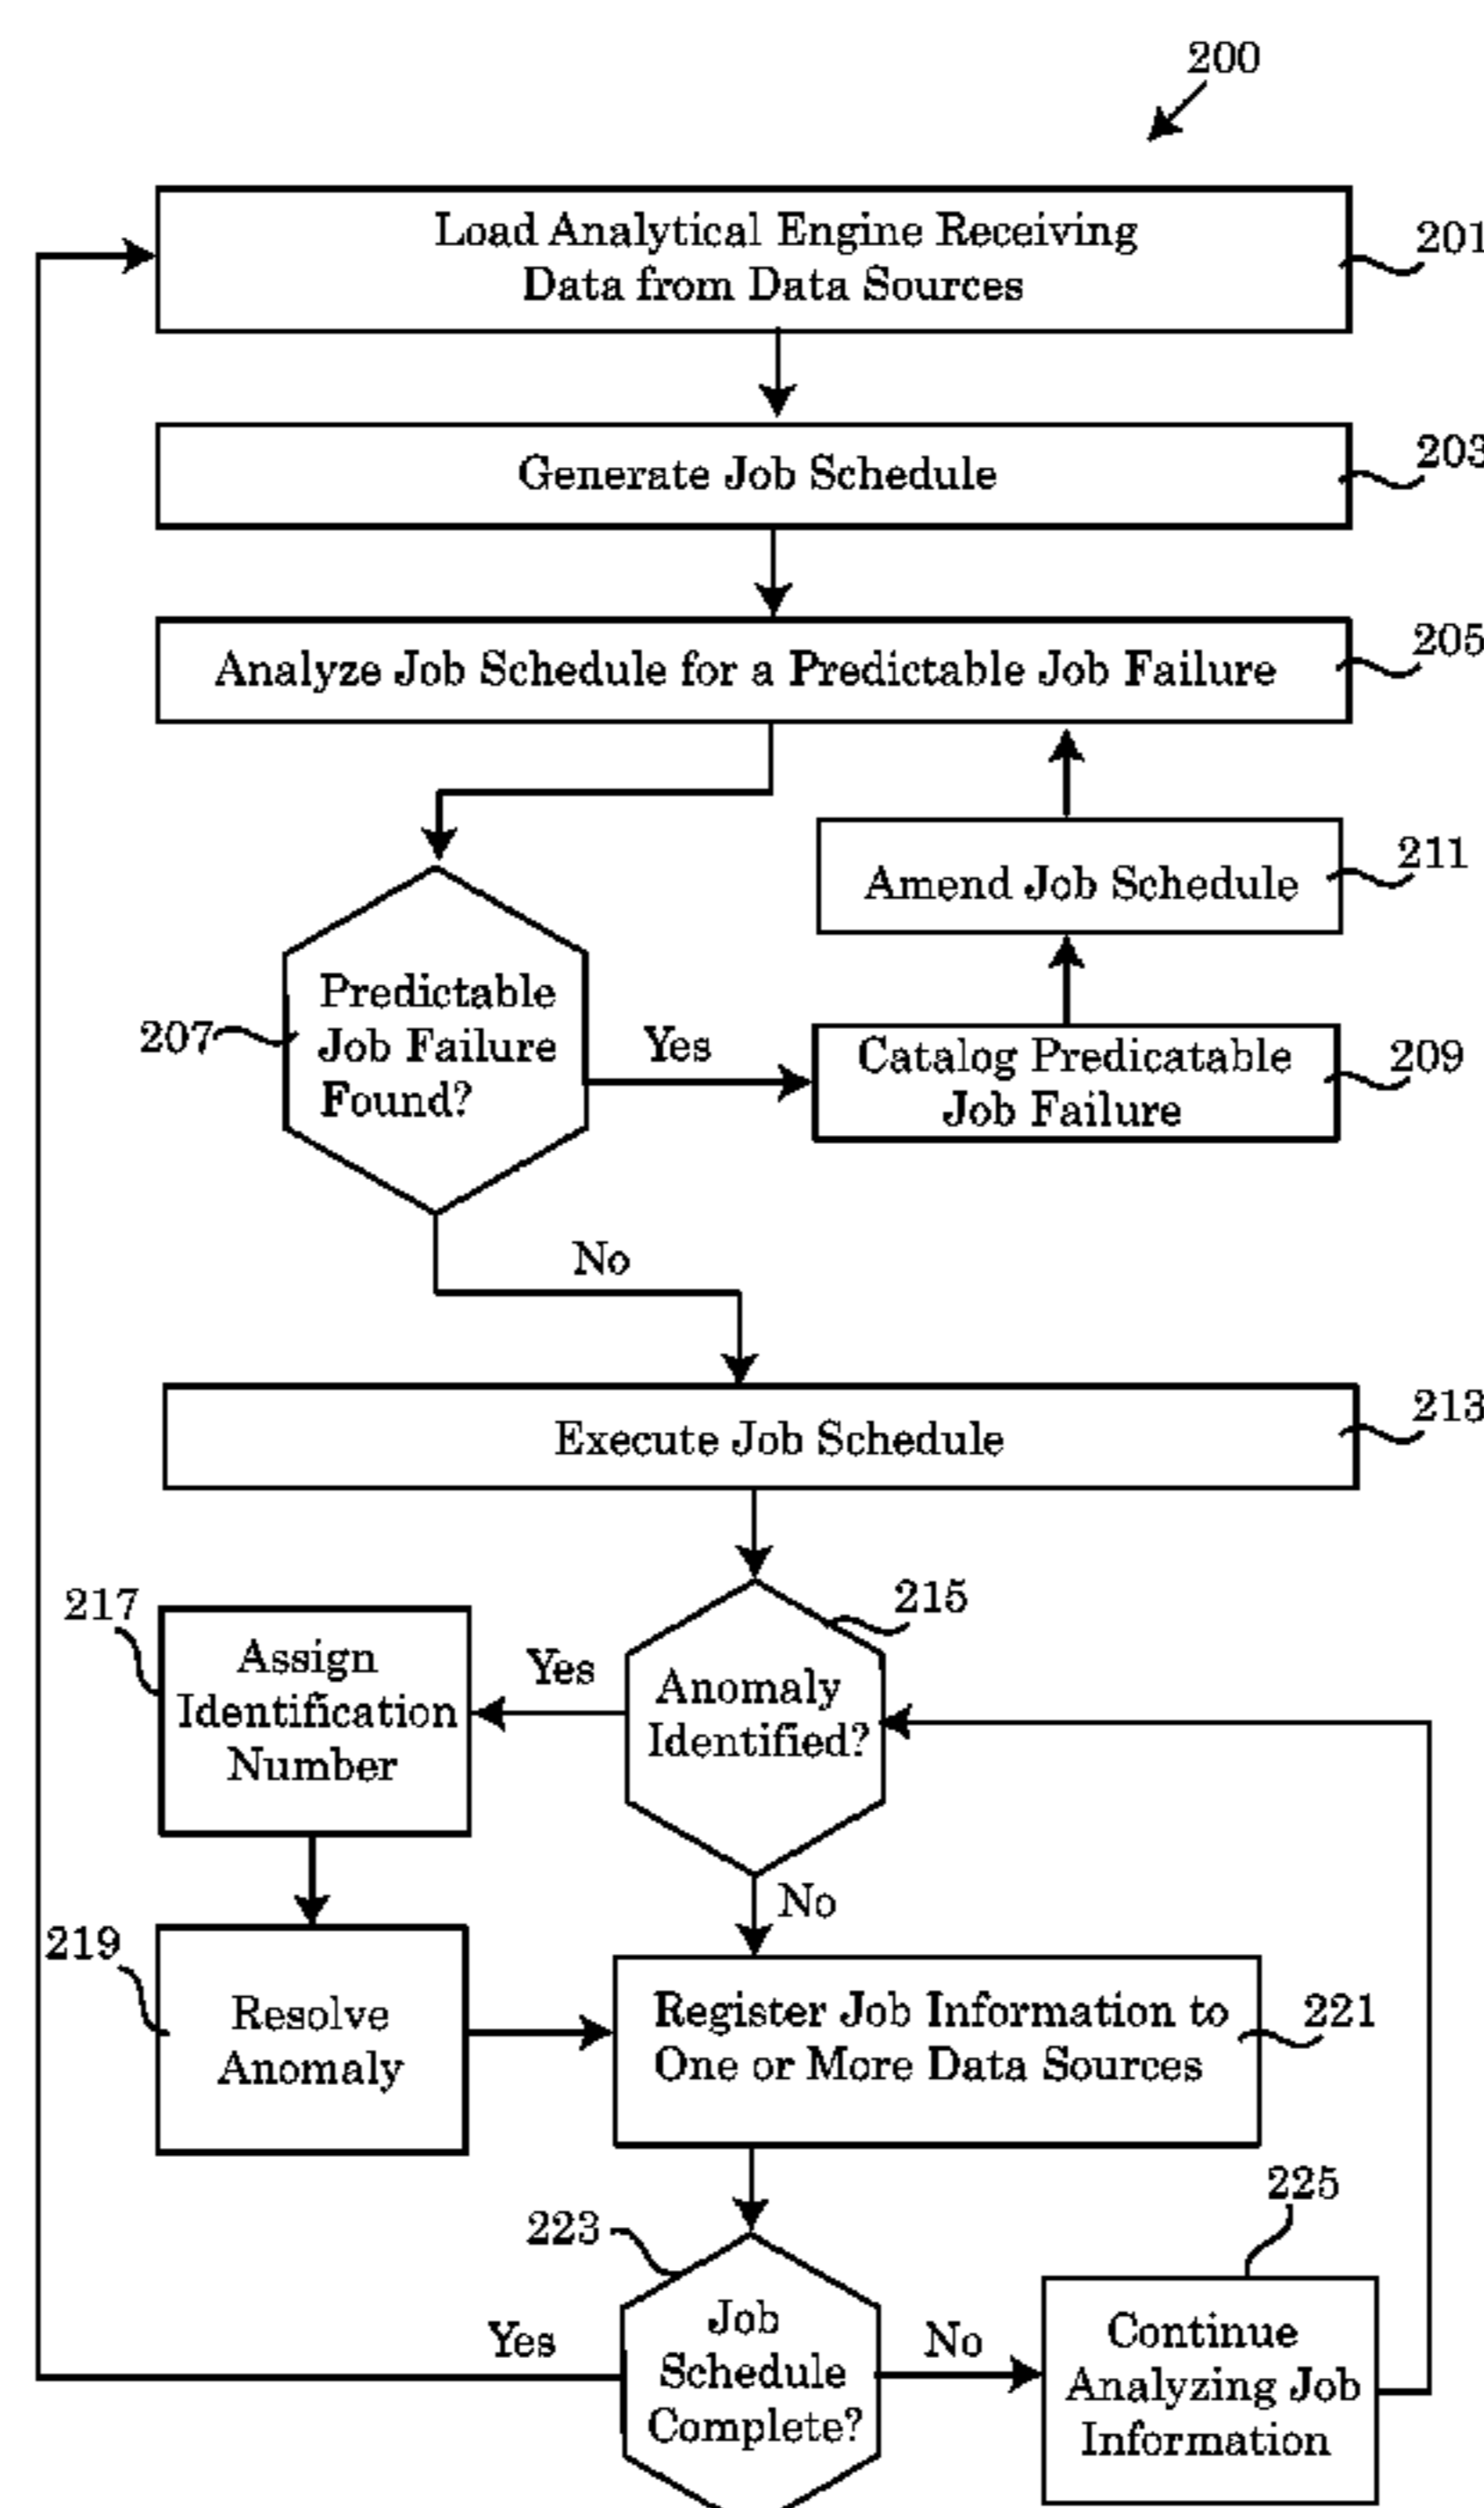 200
Load Analytical Engine Receiving
Data from Data Sources
201
Generate Job Schedule
203
Analyze Job Schedule for a Predictable Job Failure
205
Amend Job Schedule
211
Predictable
Job Failure
Found?
207
Yes
Catalog Predicatable
Job Failure
209
No
Execute Job Schedule
213
217
Assign
Identification
Number
Yes
Anomaly
Identified?
215
No
219
Resolve
Anomaly
Register Job Information to
One or More Data Sources
221
223
Job
Schedule
Complete?
Yes
No
225
Continue
Analyzing Job
Information